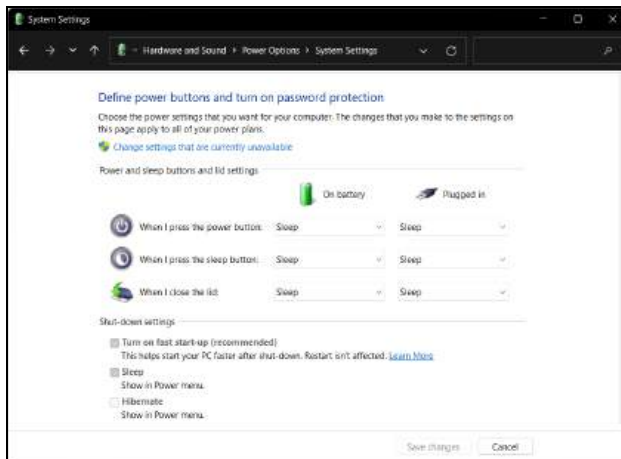 System Settings
Hardware and Sound
Power Options
System Settings
Define power buttons and turn on password protection
Choose the power settings that you want for your computer. The changes that you make to the settings on
this page apply to all of your power plans.
Change settings that are currently unavailable
Power and sleep buttons and lid settings
On battery
Plugged in
When I press the power button:
Sleep
Sleep
When I press the sleep button:
Sleep
Sleep
When I close the lid:
Sleep
Sleep
Shut-down settings
Turn on fast start-up (recommended)
This helps start your PC faster after shut-down. Restart isn't affected. Learn More
Sleep
Show in Power menu.
Hibernate
Show in Power menu.
Save changes
Cancel